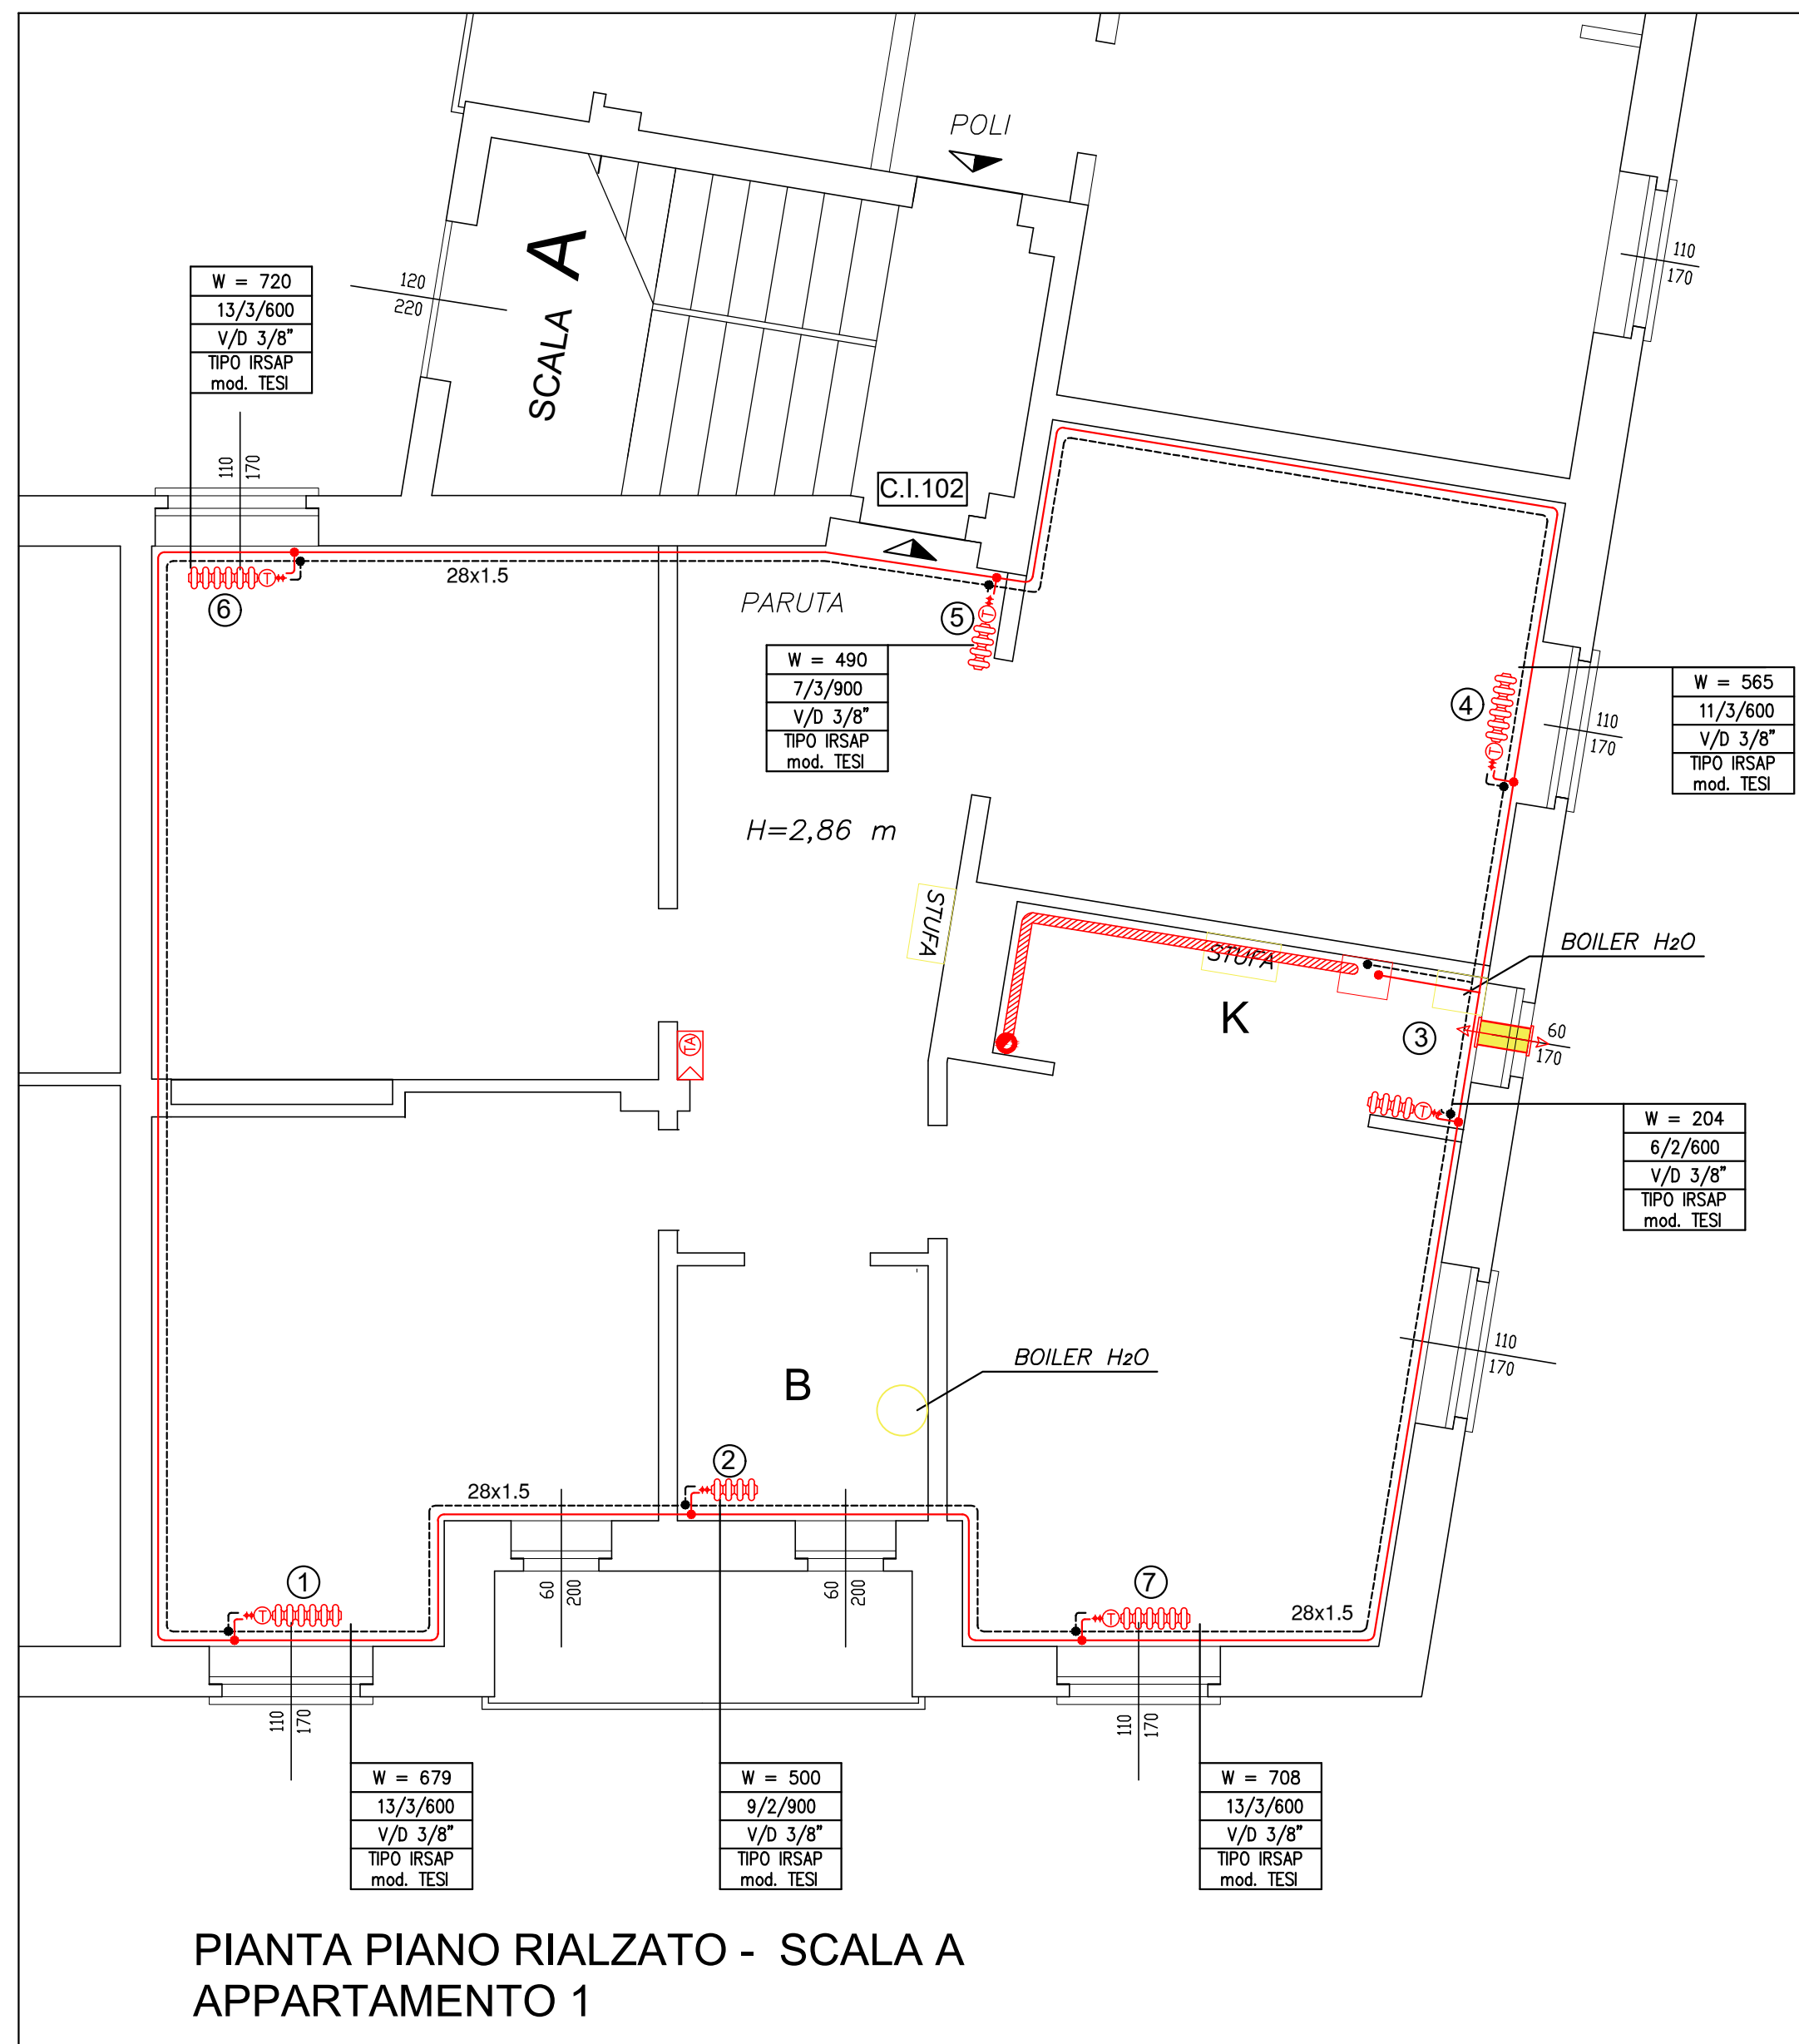 POLI
110
170
SCALA A
120
220
W = 720
13/3/600
V/D 3/8"
TIPO IRSAP
mod. TESI
110
170
C.I.102
28x1.5
6
PARUTA
5
W = 490
7/3/900
V/D 3/8"
TIPO IRSAP
mod. TESI
T
T
4
T
110
170
W = 565
11/3/600
V/D 3/8"
TIPO IRSAP
mod. TESI
H=2,86 m
STUFA
STUFA
BOILER H2O
K
3
60
170
TA
T
W = 204
6/2/600
V/D 3/8"
TIPO IRSAP
mod. TESI
110
170
BOILER H2O
B
2
28x1.5
1
T
60
200
60
200
7
T
28x1.5
110
170
110
170
W = 679
13/3/600
V/D 3/8"
TIPO IRSAP
mod. TESI
W = 500
9/2/900
V/D 3/8"
TIPO IRSAP
mod. TESI
W = 708
13/3/600
V/D 3/8"
TIPO IRSAP
mod. TESI
PIANTA PIANO RIALZATO - SCALA A
APPARTAMENTO 1